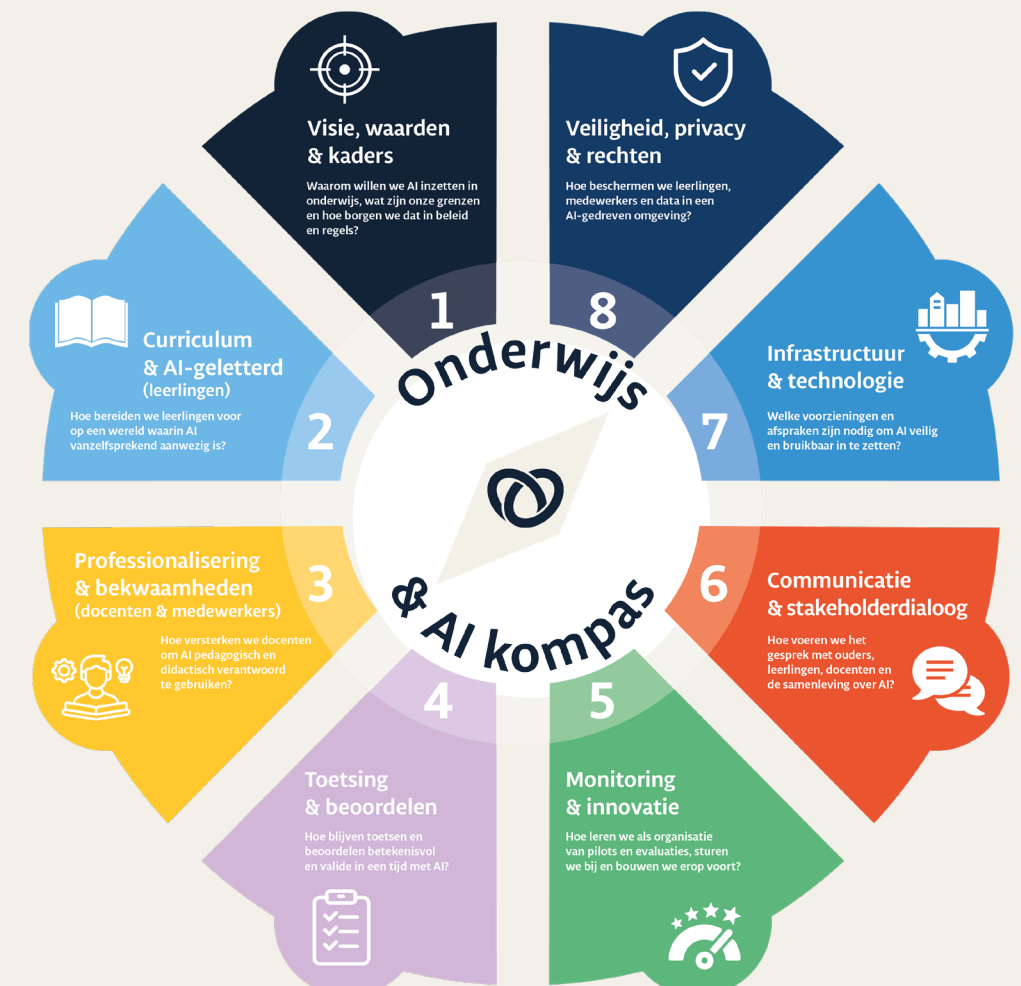 Onderwijs
& AI kompas
1
Visie, waarden
& kaders
Waarom willen we AI inzetten in
onderwijs, wat zijn onze grenzen
en hoe borgen we dat in beleid
en regels?
2
Curriculum
& AI-geletterd
(leerlingen)
Hoe bereiden we leerlingen voor
op een wereld waarin AI
vanzelfsprekend aanwezig is?
3
Professionalisering
& bekwaamheden
(docenten & medewerkers)
Hoe versterken we docenten
om AI pedagogisch en
didactisch verantwoord
te gebruiken?
4
Toetsing
& beoordelen
Hoe blijven toetsen en
beoordelen betekenisvol
en valide in een tijd met AI?
5
Monitoring
& innovatie
Hoe leren we als organisatie
van pilots en evaluaties, sturen
we bij en bouwen we erop voort?
6
Communicatie
& stakeholderdialoog
Hoe voeren we het
gesprek met ouders,
leerlingen, docenten en
de samenleving over AI?
7
Infrastructuur
& technologie
Welke voorzieningen en
afspraken zijn nodig om AI veilig
en bruikbaar in te zetten?
8
Veiligheid, privacy
& rechten
Hoe beschermen we leerlingen,
medewerkers en data in een
AI-gedreven omgeving?